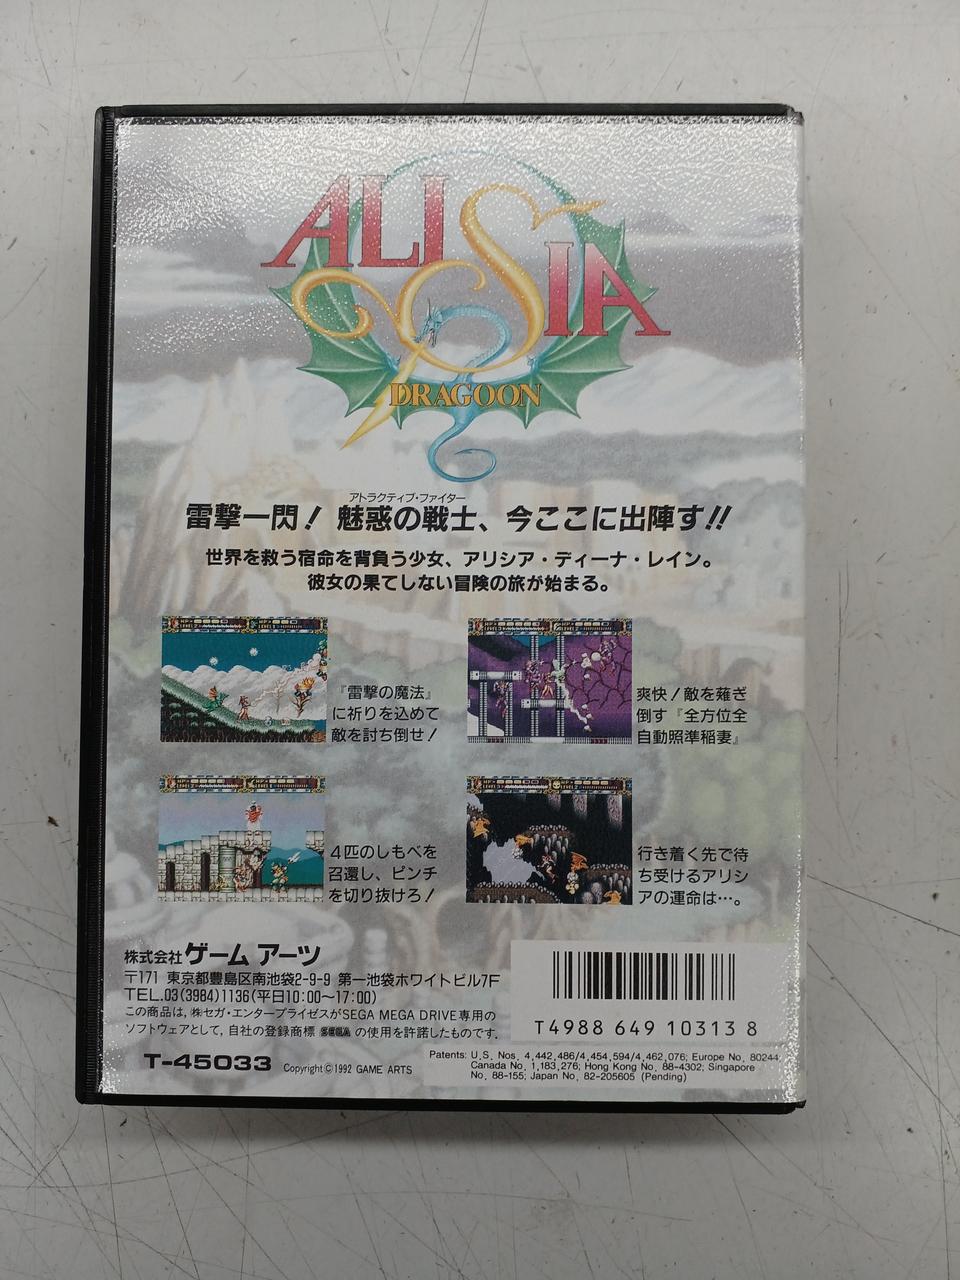 ALISIA
DRAGOON
アトラクティブ・ファイター
雷撃一閃！ 魅惑の戦士、今ここに出陣す!!
世界を救う宿命を背負う少女、アリシア・ディーナ・レイン。
彼女の果てしない冒険の旅が始まる。
『雷撃の魔法』
に祈りを込めて
敵を討ち倒せ！
爽快！敵を薙ぎ
倒す『全方位全
自動照準稲妻』
4匹のしもべを
召還し、ピンチ
を切り抜けろ！
行き着く先で待
ち受けるアリシ
アの運命は…。
株式会社ゲームアーツ
〒171 東京都豊島区南池袋2-9-9 第一池袋ホワイトビル7F
TEL.03(3984)1136(平日10:00〜17:00)
この商品は、㈱セガ・エンタープライゼスがSEGA MEGA DRIVE専用の
ソフトウェアとして、自社の登録商標 SEGA の使用を許諾したものです。
T4988 649 10313 8
T-45033 Copyright © 1992 GAME ARTS
Patents: U.S. Nos. 4,442,486/4,454,594/4,462,076; Europe No. 80244;
Canada No. 1,183,276; Hong Kong No. 88-4302; Singapore
No. 88-155; Japan No. 82-205605 (Pending)